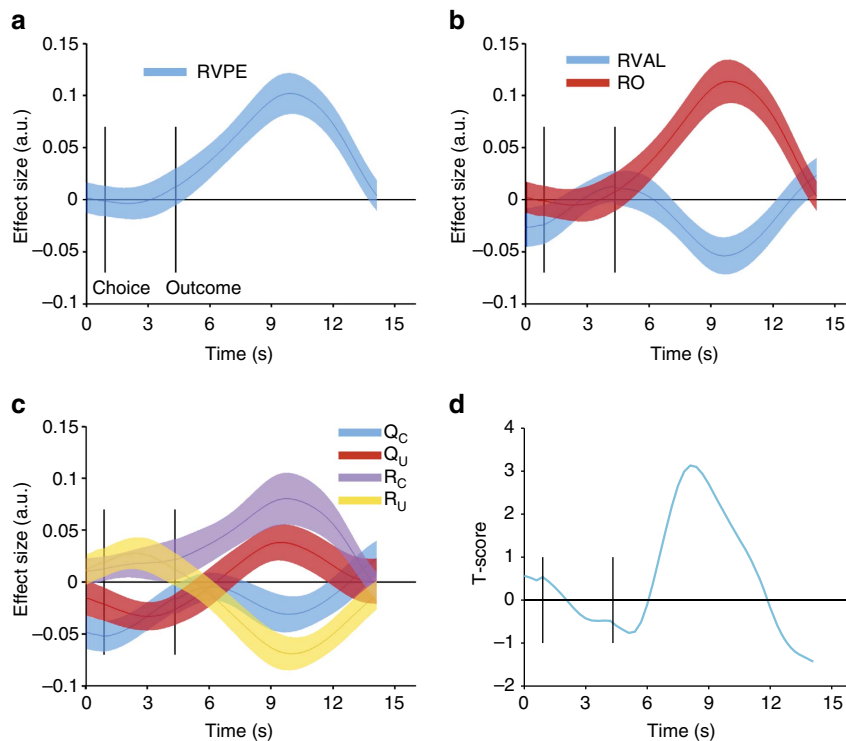 a
0.15
0.1
0.05
0
–0.05
–0.1
Effect size (a.u.)
RVPE
Choice Outcome
0 3 6 9 12 15
Time (s)
b
0.15
0.1
0.05
0
–0.05
–0.1
Effect size (a.u.)
RVAL
RO
0 3 6 9 12 15
Time (s)
c
0.15
0.1
0.05
0
–0.05
–0.1
Effect size (a.u.)
QC
QU
RC
RU
0 3 6 9 12 15
Time (s)
d
4
3
2
1
0
–1
–2
T-score
0 3 6 9 12 15
Time (s)